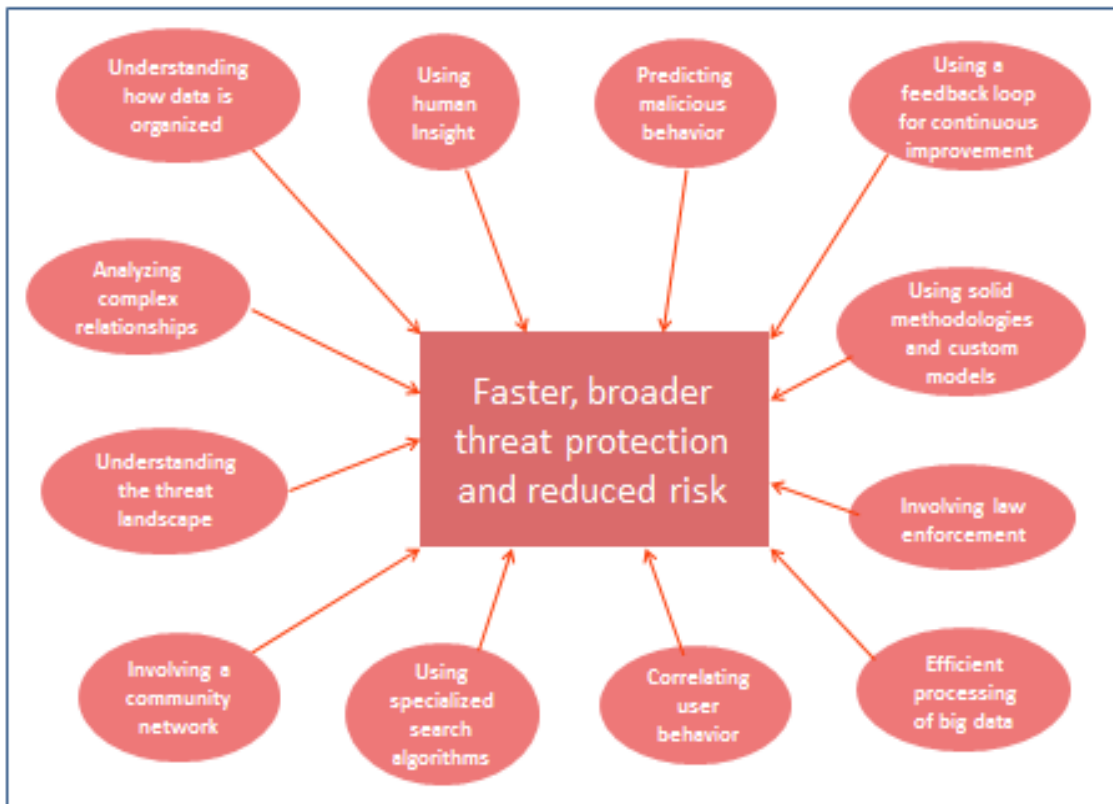 Understanding
how data is
organized
Using
human
Insight
Predicting
malicious
behavior
Using a
feedback loop
for continuous
improvement
Analyzing
complex
relationships
Using solid
methodologies
and custom
models
Faster, broader
threat protection
and reduced risk
Understanding
the threat
landscape
Involving law
enforcement
Involving a
community
network
Using
specialized
search
algorithms
Correlating
user
behavior
Efficient
processing
of big data